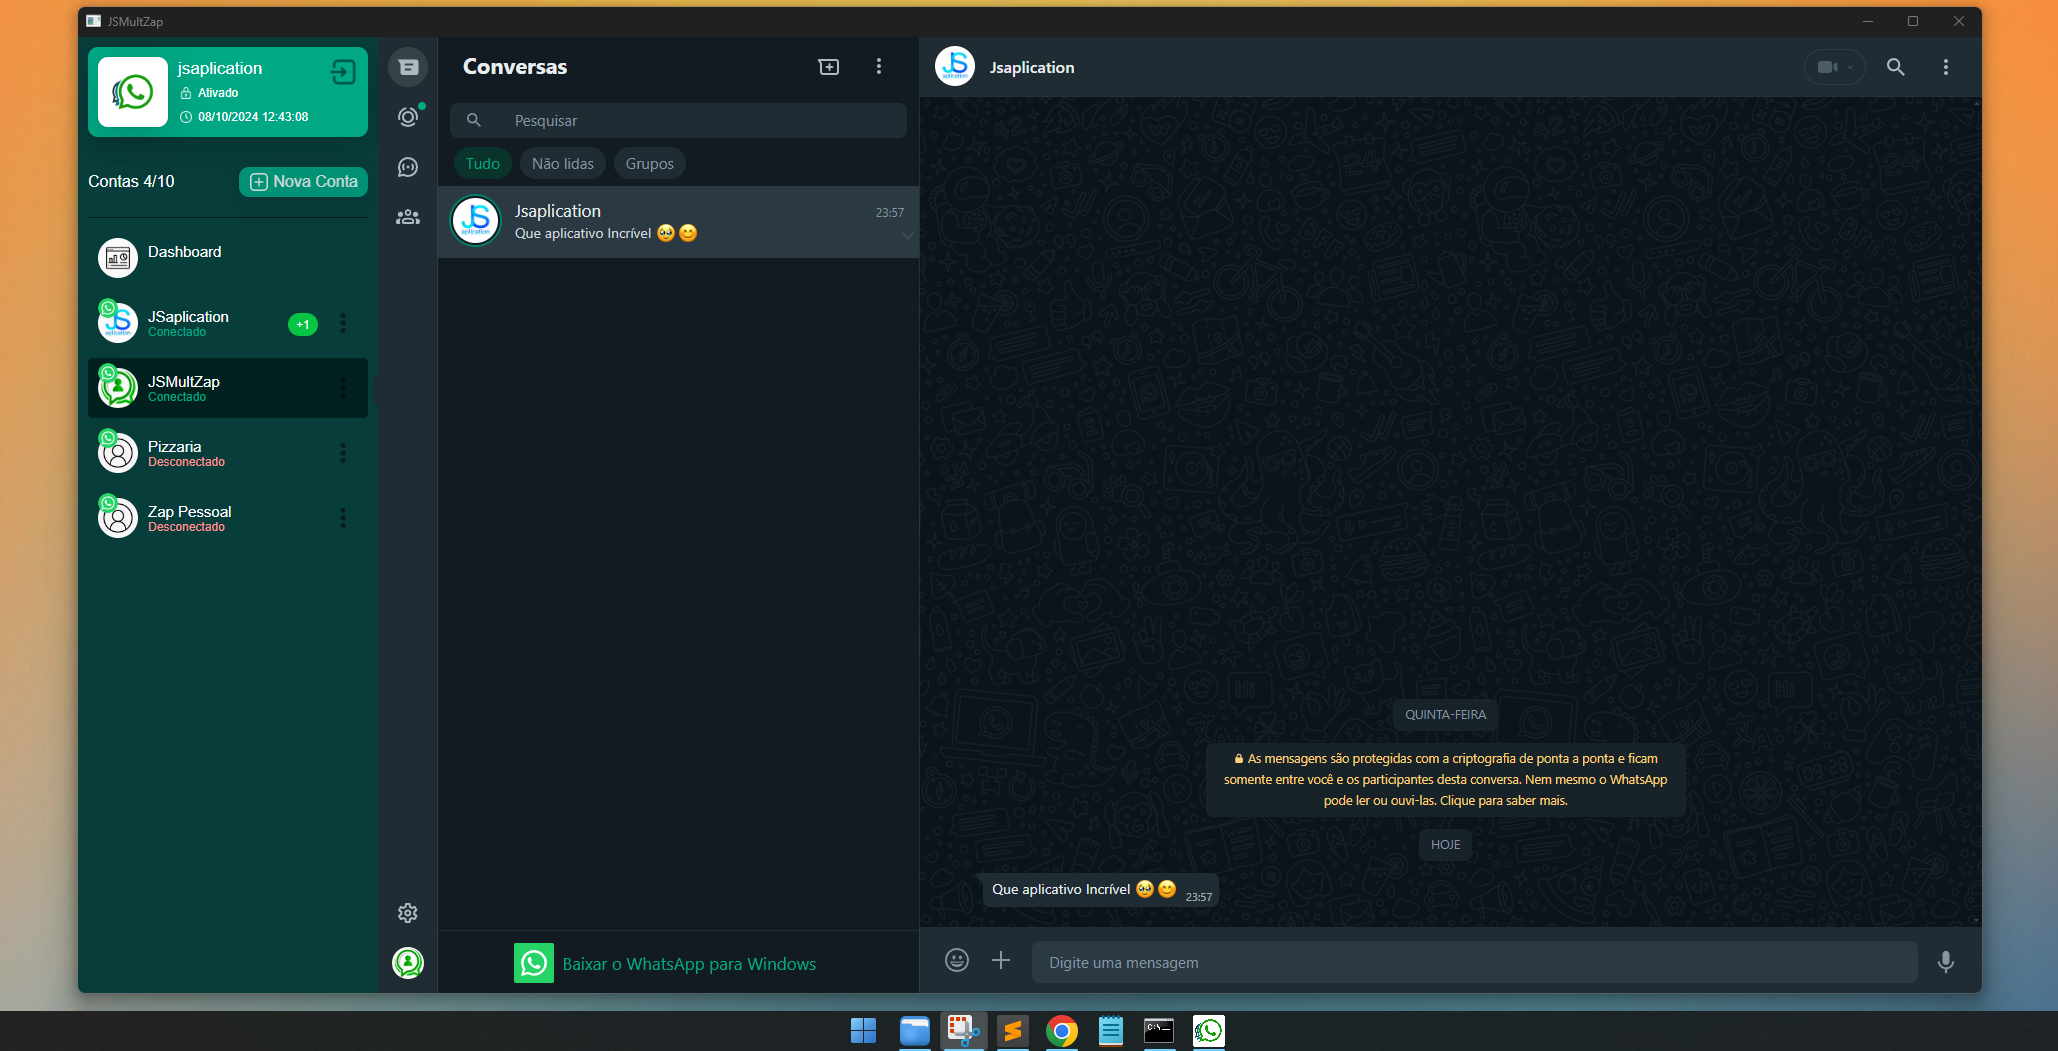 JSMultZap
jsaplication
Ativado
08/10/2024 12:43:08
Contas 4/10
Nova Conta
Dashboard
JSaplication
Conectado
+1
JSMultZap
Conectado
Pizzaria
Desconectado
Zap Pessoal
Desconectado
Conversas
Pesquisar
Tudo
Não lidas
Grupos
JS
aplication
Jsaplication
23:57
Que aplicativo Incrível 🥹😊
Baixar o WhatsApp para Windows
JS
aplication
Jsaplication
QUINTA-FEIRA
As mensagens são protegidas com a criptografia de ponta a ponta e ficam
somente entre você e os participantes desta conversa. Nem mesmo o WhatsApp
pode ler ou ouvi-las. Clique para saber mais.
HOJE
Que aplicativo Incrível 🥹😊
23:57
Digite uma mensagem